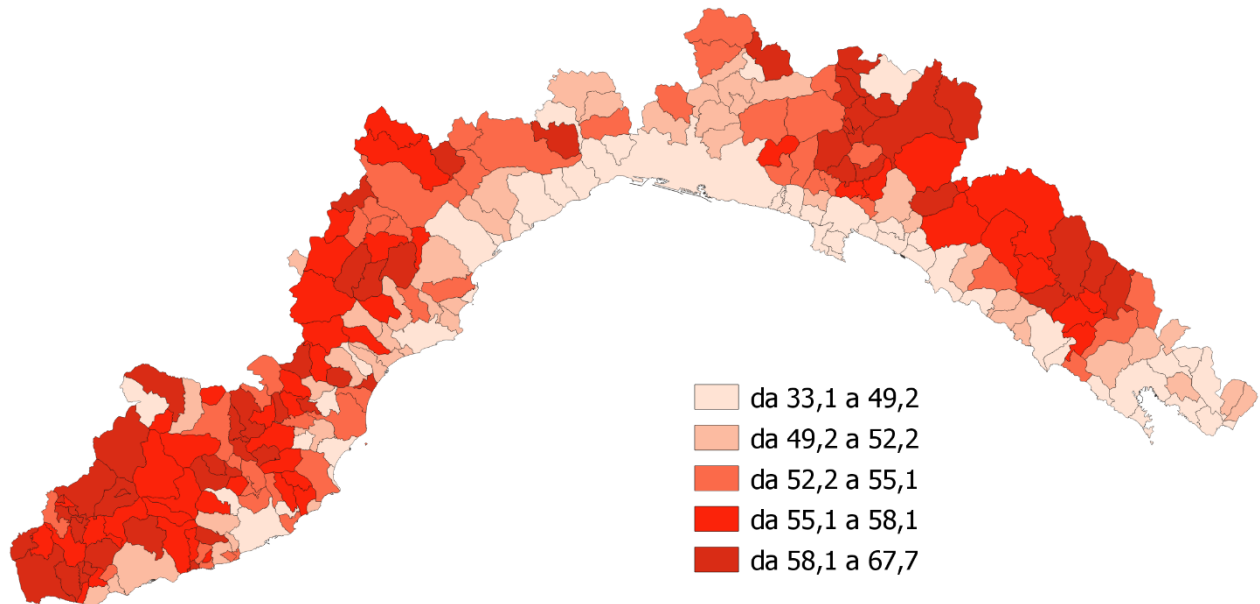 da 33,1 a 49,2
da 49,2 a 52,2
da 52,2 a 55,1
da 55,1 a 58,1
da 58,1 a 67,7